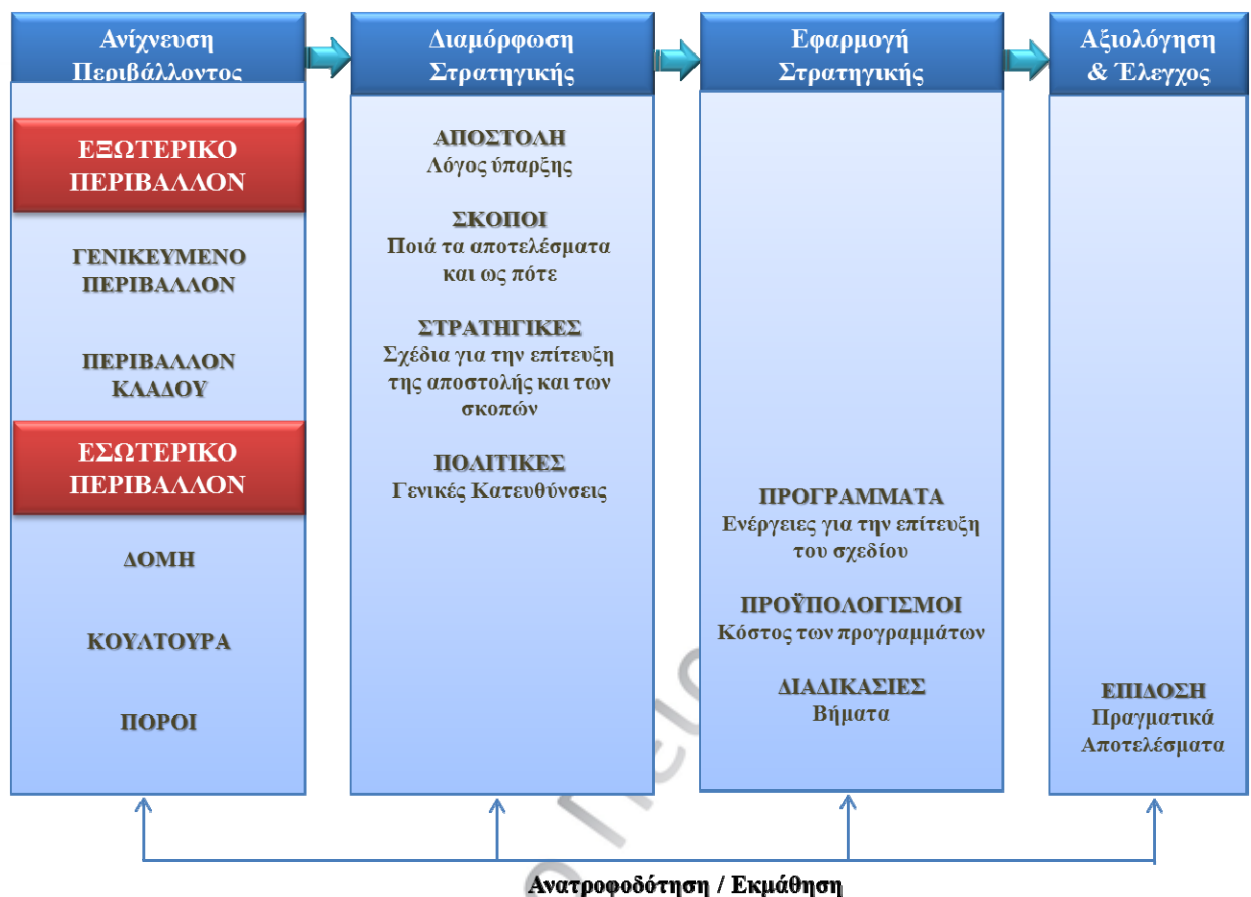 Ανίχνευση
Περιβάλλοντος
ΕΞΩΤΕΡΙΚΟ
ΠΕΡΙΒΑΛΛΟΝ
ΓΕΝΙΚΕΥΜΕΝΟ
ΠΕΡΙΒΑΛΛΟΝ
ΠΕΡΙΒΑΛΛΟΝ
ΚΛΑΔΟΥ
ΕΣΩΤΕΡΙΚΟ
ΠΕΡΙΒΑΛΛΟΝ
ΔΟΜΗ
ΚΟΥΛΤΟΥΡΑ
ΠΟΡΟΙ
Διαμόρφωση
Στρατηγικής
ΑΠΟΣΤΟΛΗ
Λόγος ύπαρξης
ΣΚΟΠΟΙ
Ποιά τα αποτελέσματα
και ως πότε
ΣΤΡΑΤΗΓΙΚΕΣ
Σχέδια για την επίτευξη
της αποστολής και των
σκοπών
ΠΟΛΙΤΙΚΕΣ
Γενικές Κατευθύνσεις
Εφαρμογή
Στρατηγικής
ΠΡΟΓΡΑΜΜΑΤΑ
Ενέργειες για την επίτευξη
του σχεδίου
ΠΡΟΫΠΟΛΟΓΙΣΜΟΙ
Κόστος των προγραμμάτων
ΔΙΑΔΙΚΑΣΙΕΣ
Βήματα
Αξιολόγηση
& Έλεγχος
ΕΠΙΔΟΣΗ
Πραγματικά
Αποτελέσματα
Ανατροφοδότηση / Εκμάθηση